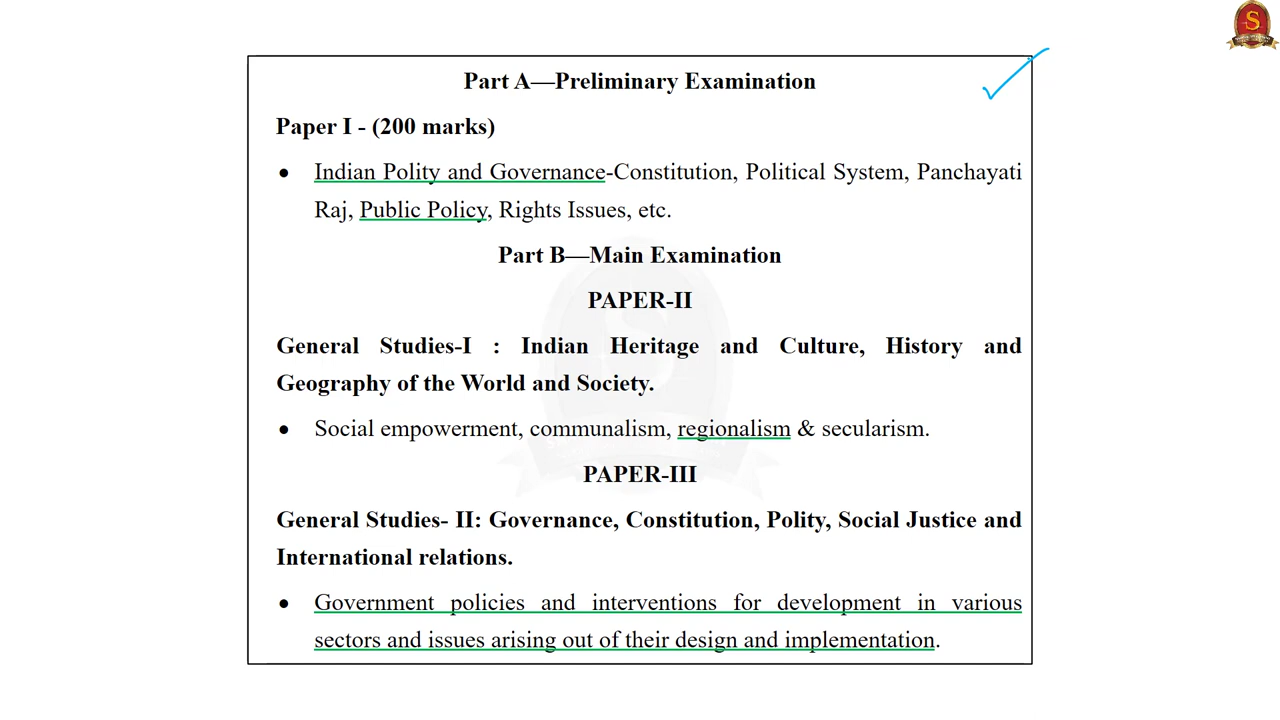 S
Part A—Preliminary Examination
Paper I - (200 marks)
● Indian Polity and Governance-Constitution, Political System, Panchayati
Raj, Public Policy, Rights Issues, etc.
Part B—Main Examination
PAPER-II
General Studies-I : Indian Heritage and Culture, History and
Geography of the World and Society.
● Social empowerment, communalism, regionalism & secularism.
PAPER-III
General Studies- II: Governance, Constitution, Polity, Social Justice and
International relations.
● Government policies and interventions for development in various
sectors and issues arising out of their design and implementation.